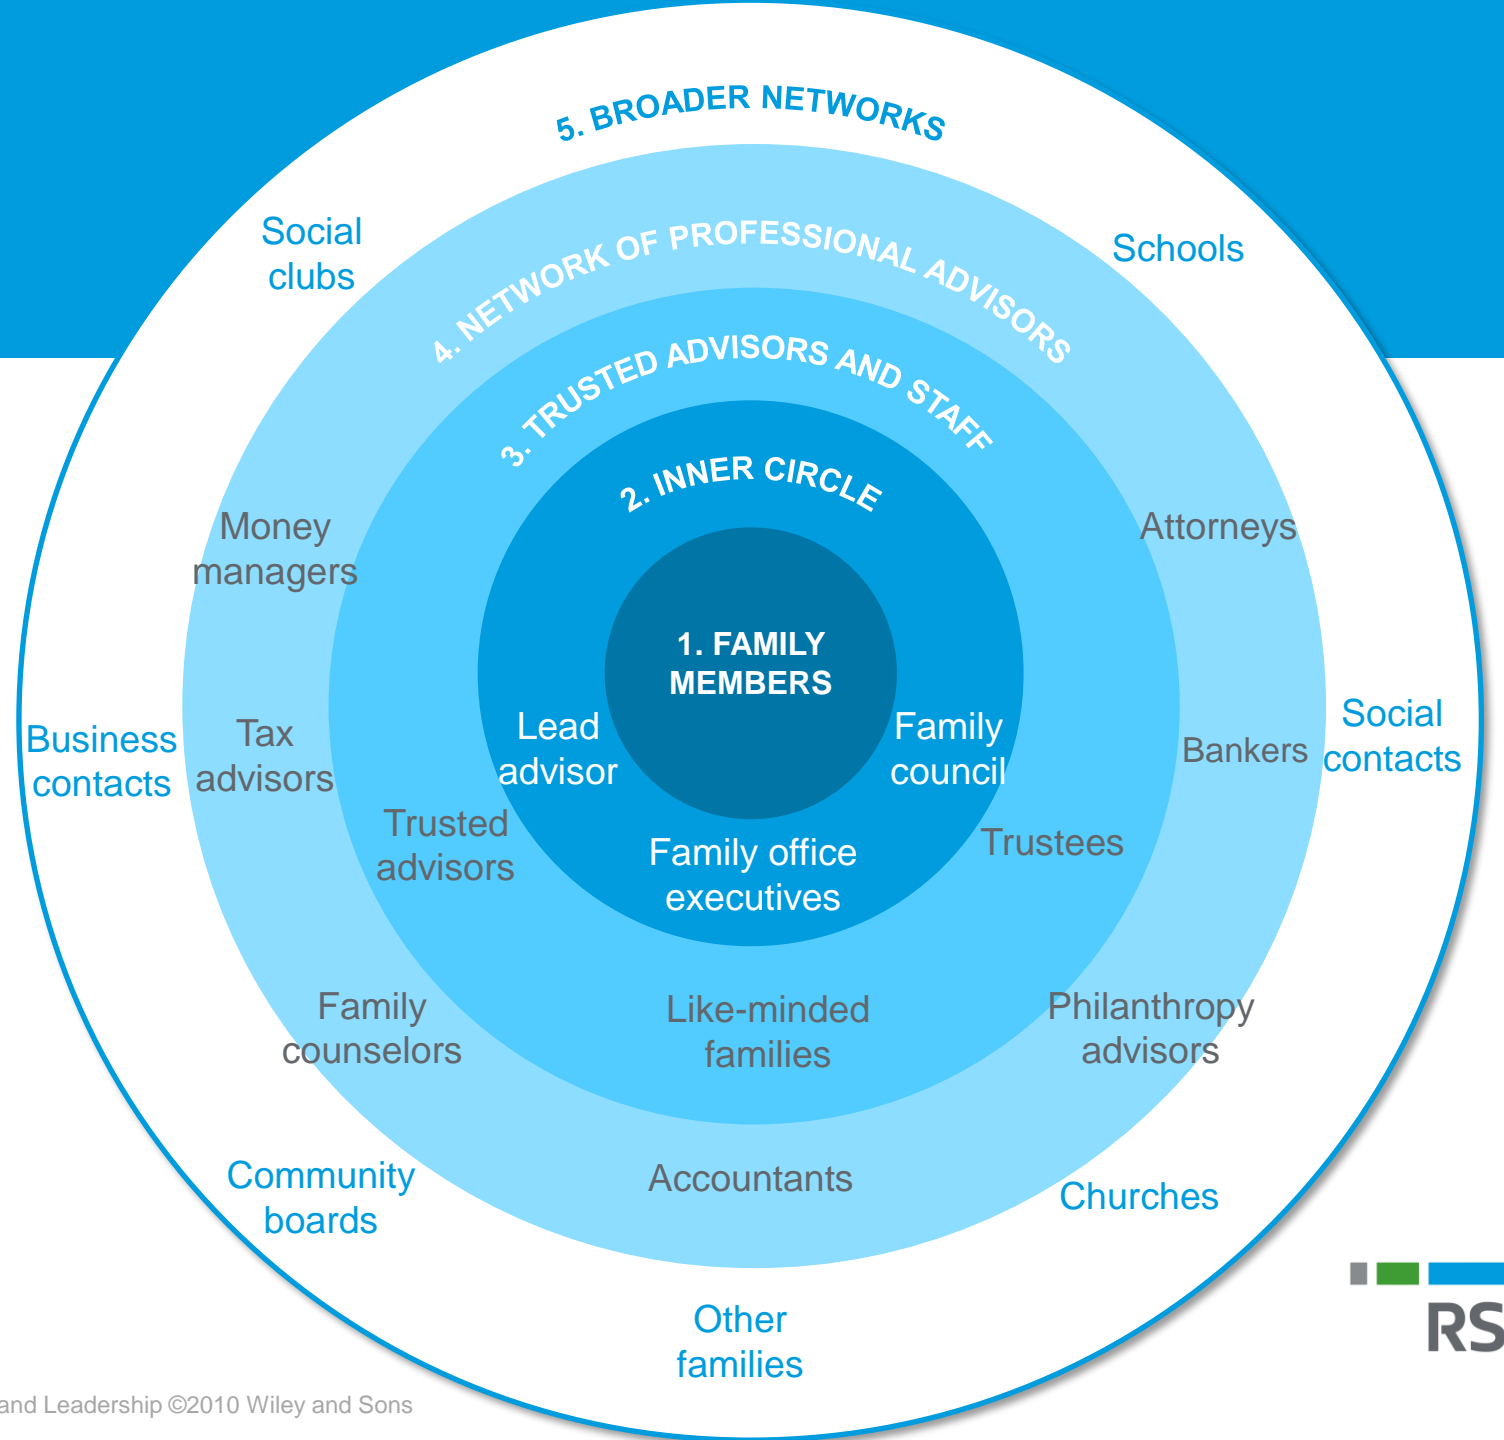 5. BROADER NETWORKS
Social
clubs
Schools
4. NETWORK OF PROFESSIONAL ADVISORS
3. TRUSTED ADVISORS AND STAFF
2. INNER CIRCLE
Money
managers
Attorneys
1. FAMILY
MEMBERS
Business
contacts
Tax
advisors
Lead
advisor
Family
council
Bankers
Social
contacts
Trusted
advisors
Family office
executives
Trustees
Family
counselors
Like-minded
families
Philanthropy
advisors
Community
boards
Accountants
Churches
Other
families
RS
and Leadership ©2010 Wiley and Sons